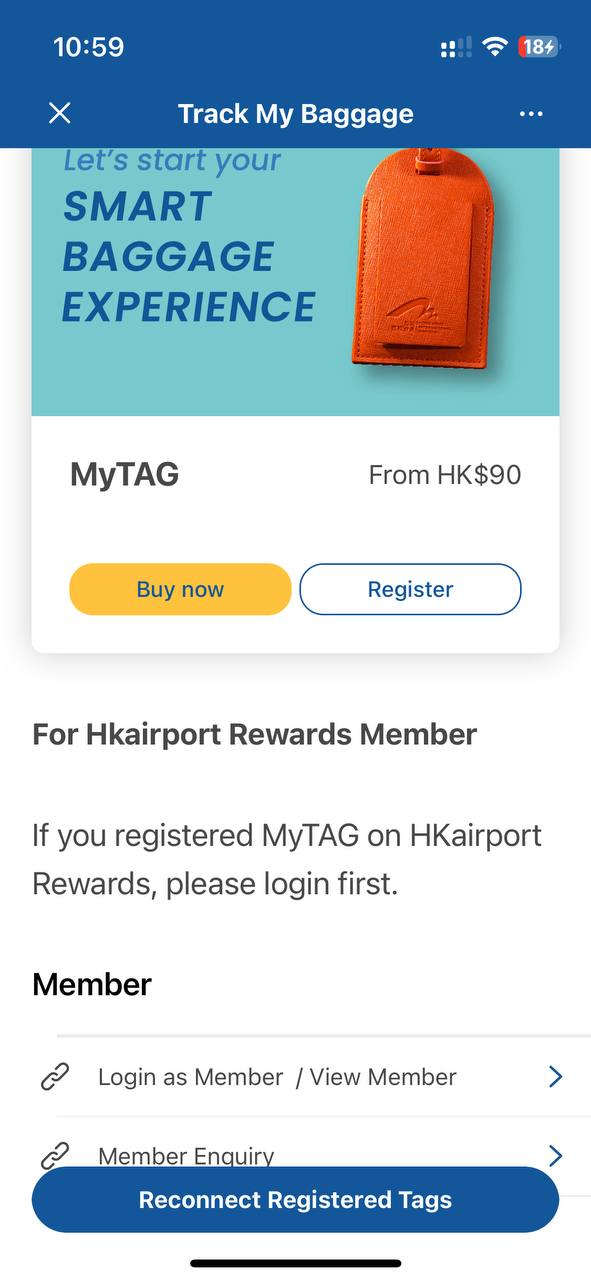 10:59
18
Track My Baggage
Let's start your
SMART
BAGGAGE
EXPERIENCE
MyTAG
From HK$90
Buy now
Register
For Hkairport Rewards Member
If you registered MyTAG on HKairport
Rewards, please login first.
Member
Login as Member / View Member
Member Enquiry
Reconnect Registered Tags